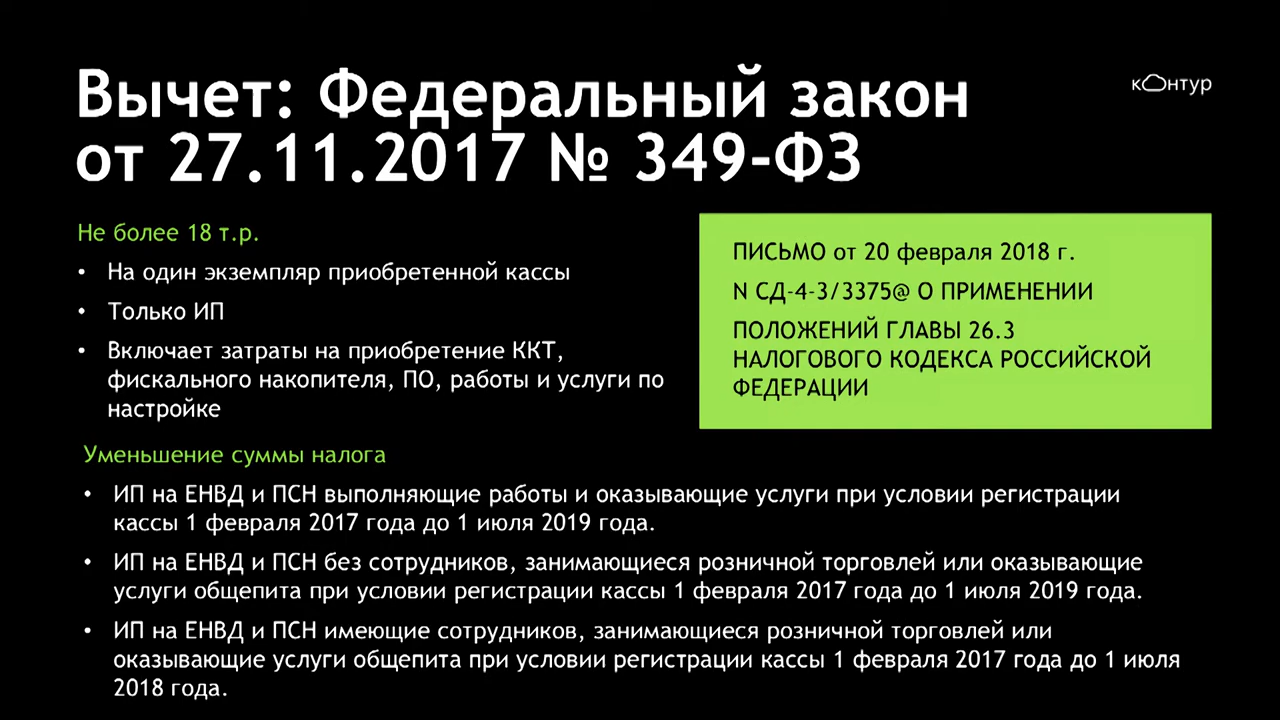 Вычет: Федеральный закон
от 27.11.2017 № 349-ФЗ
контур
Не более 18 т.р.
• На один экземпляр приобретенной кассы
• Только ИП
• Включает затраты на приобретение ККТ,
фискального накопителя, ПО, работы и услуги по
настройке
ПИСЬМО от 20 февраля 2018 г.
N СД-4-3/3375@ О ПРИМЕНЕНИИ
ПОЛОЖЕНИЙ ГЛАВЫ 26.3
НАЛОГОВОГО КОДЕКСА РОССИЙСКОЙ
ФЕДЕРАЦИИ
Уменьшение суммы налога
• ИП на ЕНВД и ПСН выполняющие работы и оказывающие услуги при условии регистрации
кассы 1 февраля 2017 года до 1 июля 2019 года.
• ИП на ЕНВД и ПСН без сотрудников, занимающиеся розничной торговлей или оказывающие
услуги общепита при условии регистрации кассы 1 февраля 2017 года до 1 июля 2019 года.
• ИП на ЕНВД и ПСН имеющие сотрудников, занимающиеся розничной торговлей или
оказывающие услуги общепита при условии регистрации кассы 1 февраля 2017 года до 1 июля
2018 года.